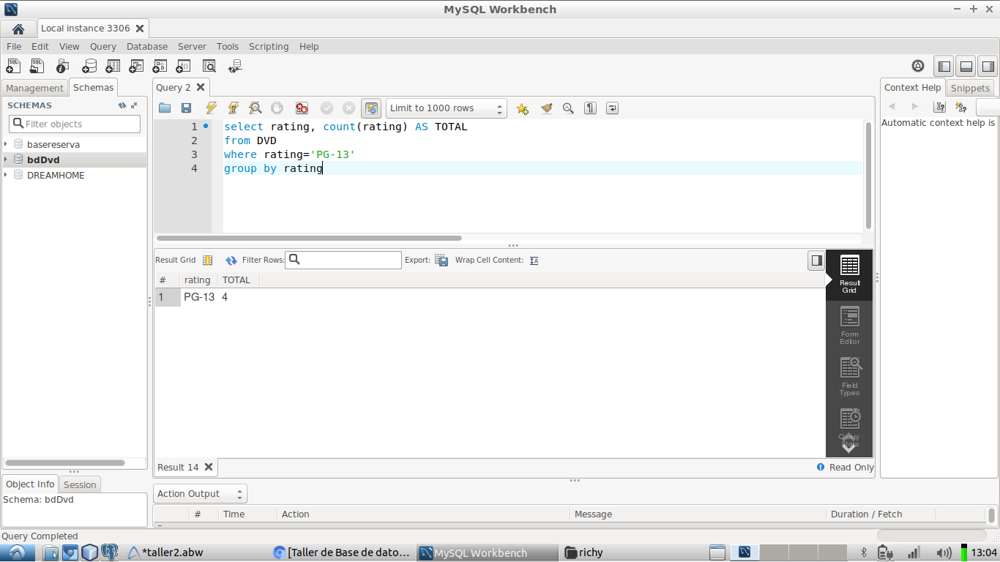 MySQL Workbench
Local instance 3306
File Edit View Query Database Server Tools Scripting Help
Management Schemas
SCHEMAS
Filter objects
basereserva
bdDvd
DREAMHOME
Query 2
Limit to 1000 rows
1 select rating, count(rating) AS TOTAL
2 from DVD
3 where rating='PG-13'
4 group by rating
Result Grid Filter Rows: Export: Wrap Cell Content:
# rating TOTAL
1 PG-13 4
Result Grid
Form Editor
Field Types
Query Stats
Result 14
Read Only
Context Help Snippets
Automatic context help is
Object Info Session
Schema: bdDvd
Action Output
# Time Action Message Duration / Fetch
Query Completed
*taller2.abw [Taller de Base de dato... MySQL Workbench richy 13:04